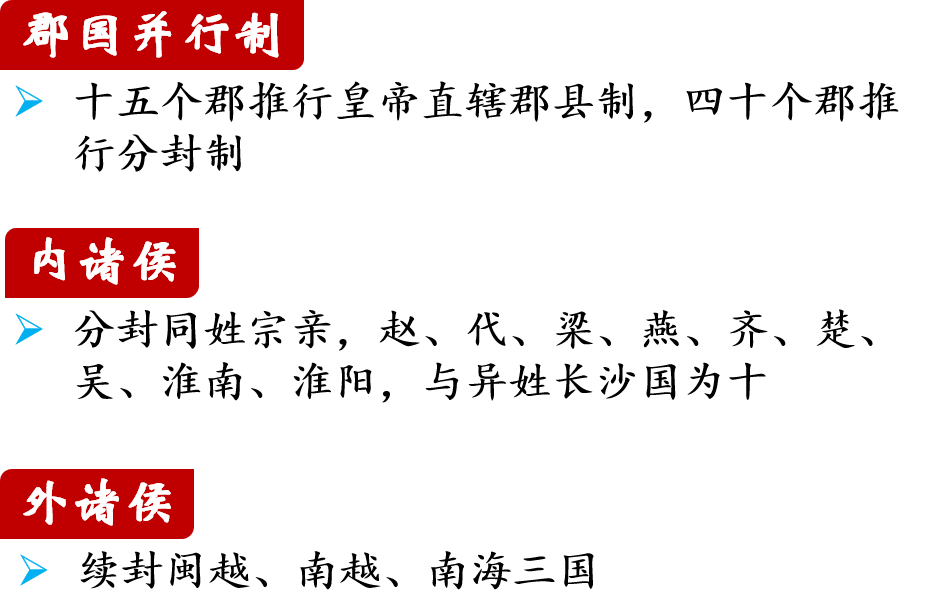 郡国并行制
十五个郡推行皇帝直辖郡县制，四十个郡推
行分封制
内诸侯
分封同姓宗亲，赵、代、梁、燕、齐、楚、
吴、淮南、淮阳，与异姓长沙国为十
外诸侯
续封闽越、南越、南海三国